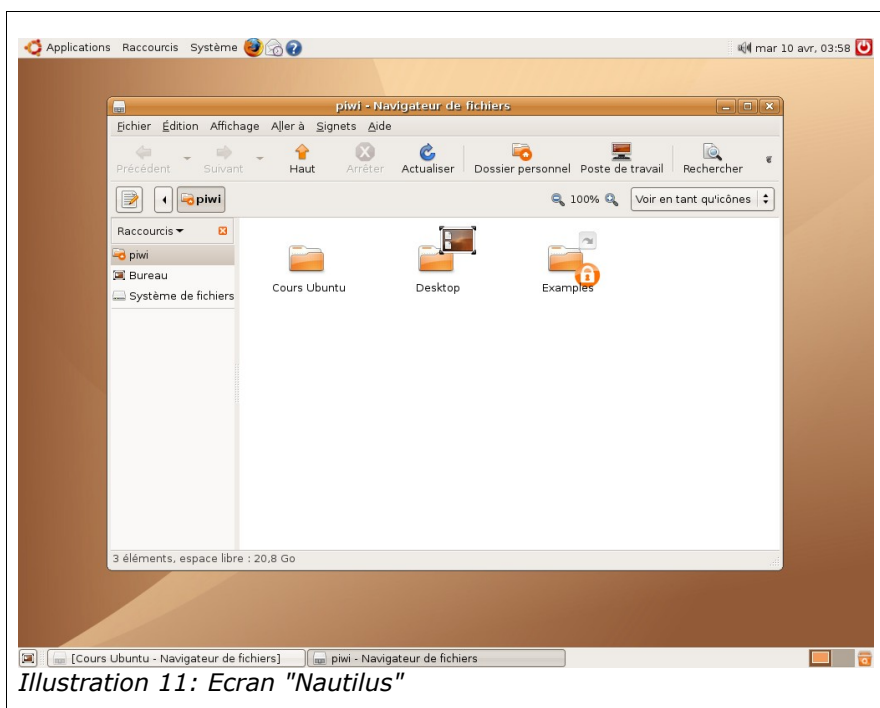 Applications Raccourcis Système mar 10 avr, 03:58
piwi - Navigateur de fichiers
Fichier Édition Affichage Aller à Signets Aide
Précédent Suivant Haut Arrêter Actualiser Dossier personnel Poste de travail Rechercher
piwi 100% Voir en tant qu'icônes
Raccourcis
piwi
Bureau
Système de fichiers
Cours Ubuntu Desktop Examples
3 éléments, espace libre : 20,8 Go
[Cours Ubuntu - Navigateur de fichiers] piwi - Navigateur de fichiers
Illustration 11: Ecran "Nautilus"